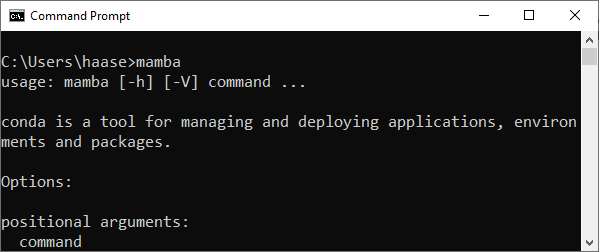 Command Prompt
C:\Users\haase>mamba
usage: mamba [-h] [-V] command ...
conda is a tool for managing and deploying applications, environ
ments and packages.
Options:
positional arguments:
command